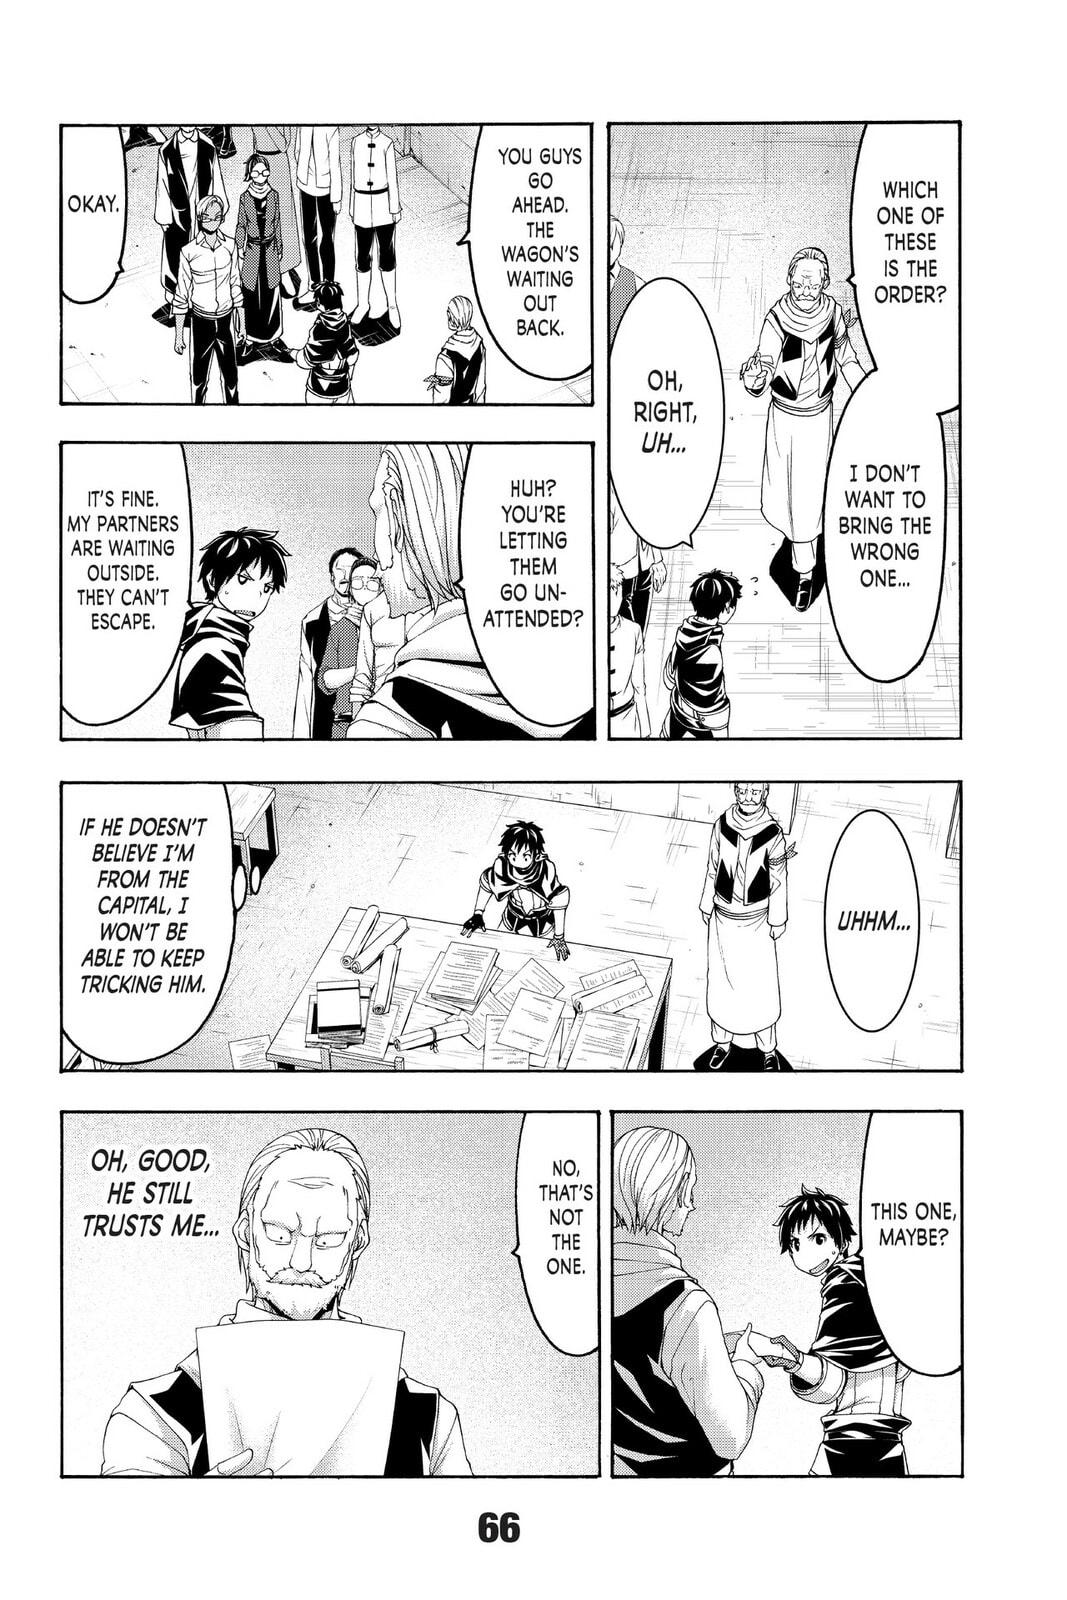 WHICH
ONE OF
THESE
IS THE
ORDER?
I DON'T
WANT TO
BRING THE
WRONG
ONE...
OH,
RIGHT,
UH...
YOU GUYS
GO
AHEAD.
THE
WAGON'S
WAITING
OUT
BACK.
OKAY.
HUH?
YOU'RE
LETTING
THEM
GO UN-
ATTENDED?
IT'S FINE.
MY PARTNERS
ARE WAITING
OUTSIDE.
THEY CAN'T
ESCAPE.
UHHM...
IF HE DOESN'T
BELIEVE I'M
FROM THE
CAPITAL, I
WON'T BE
ABLE TO KEEP
TRICKING HIM.
THIS ONE,
MAYBE?
NO,
THAT'S
NOT
THE
ONE.
OH, GOOD,
HE STILL
TRUSTS ME...
66